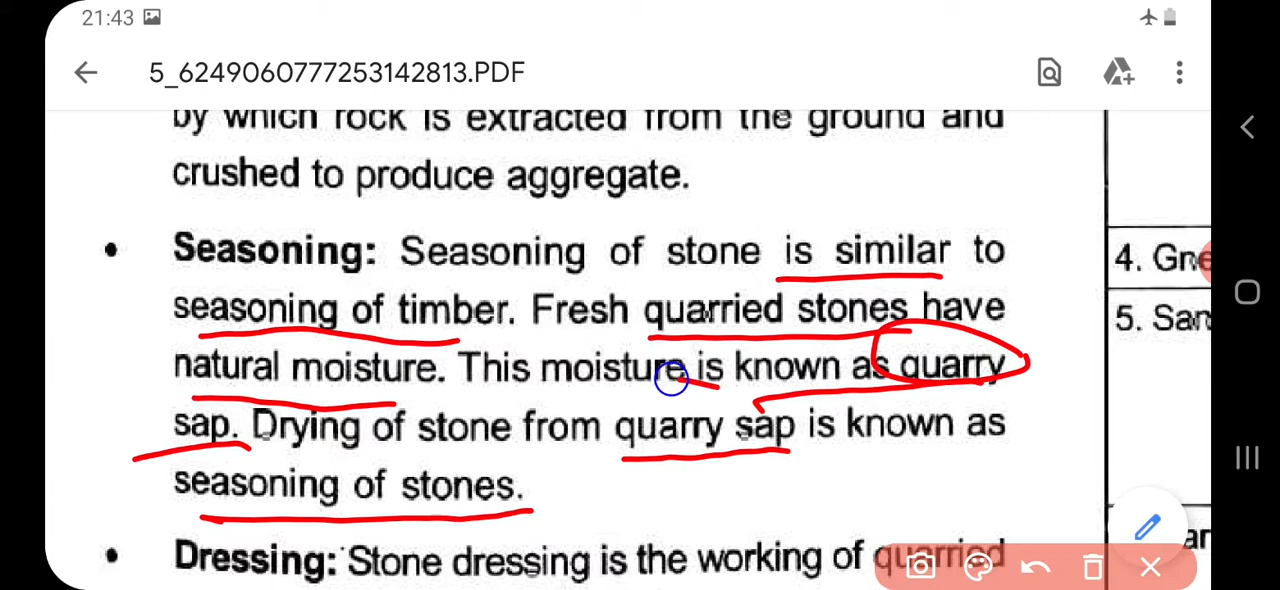 21:43
5_6249060777253142813.PDF
by which rock is extracted from the ground and
crushed to produce aggregate.
• Seasoning: Seasoning of stone is similar to
seasoning of timber. Fresh quarried stones have
natural moisture. This moisture is known as quarry
sap. Drying of stone from quarry sap is known as
seasoning of stones.
• Dressing: Stone dressing is the working of quarried
4. Gne
5. San